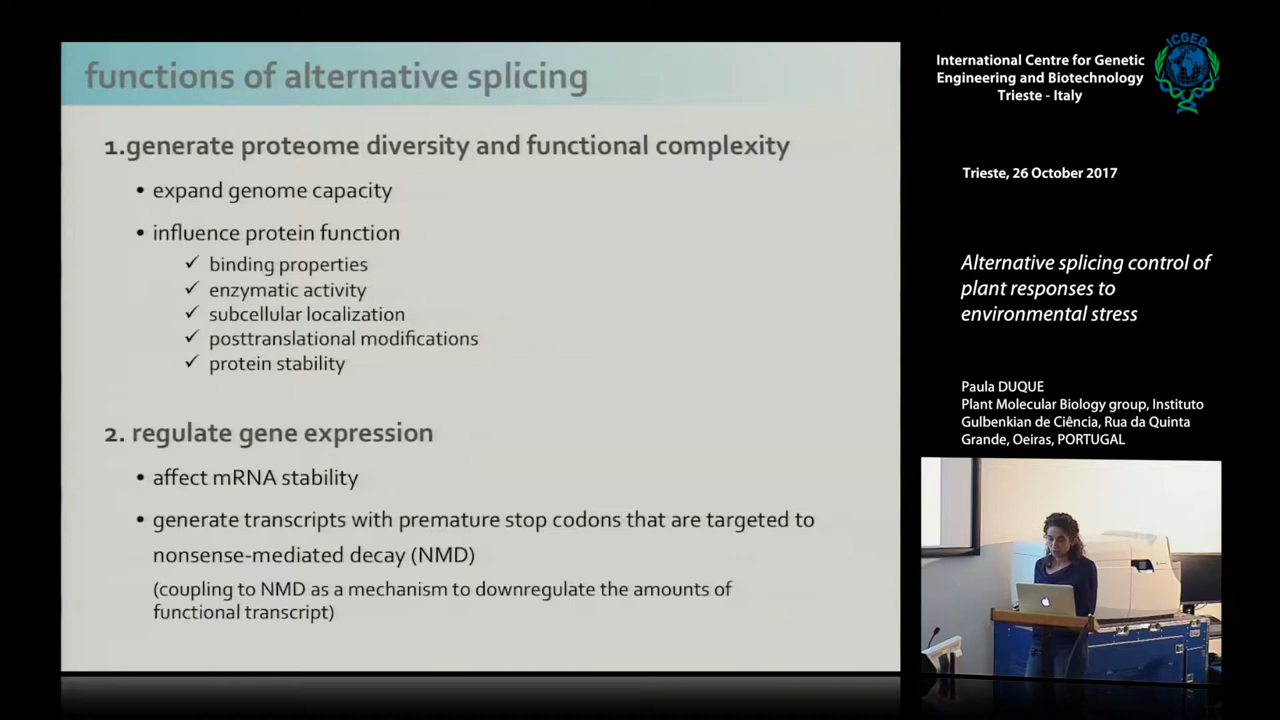 functions of alternative splicing
1.generate proteome diversity and functional complexity
• expand genome capacity
• influence protein function
✓ binding properties
✓ enzymatic activity
✓ subcellular localization
✓ posttranslational modifications
✓ protein stability
2. regulate gene expression
• affect mRNA stability
• generate transcripts with premature stop codons that are targeted to
nonsense-mediated decay (NMD)
(coupling to NMD as a mechanism to downregulate the amounts of
functional transcript)
International Centre for Genetic
Engineering and Biotechnology
Trieste - Italy
ICGEB
Trieste, 26 October 2017
Alternative splicing control of
plant responses to
environmental stress
Paula DUQUE
Plant Molecular Biology group, Instituto
Gulbenkian de Ciência, Rua da Quinta
Grande, Oeiras, PORTUGAL